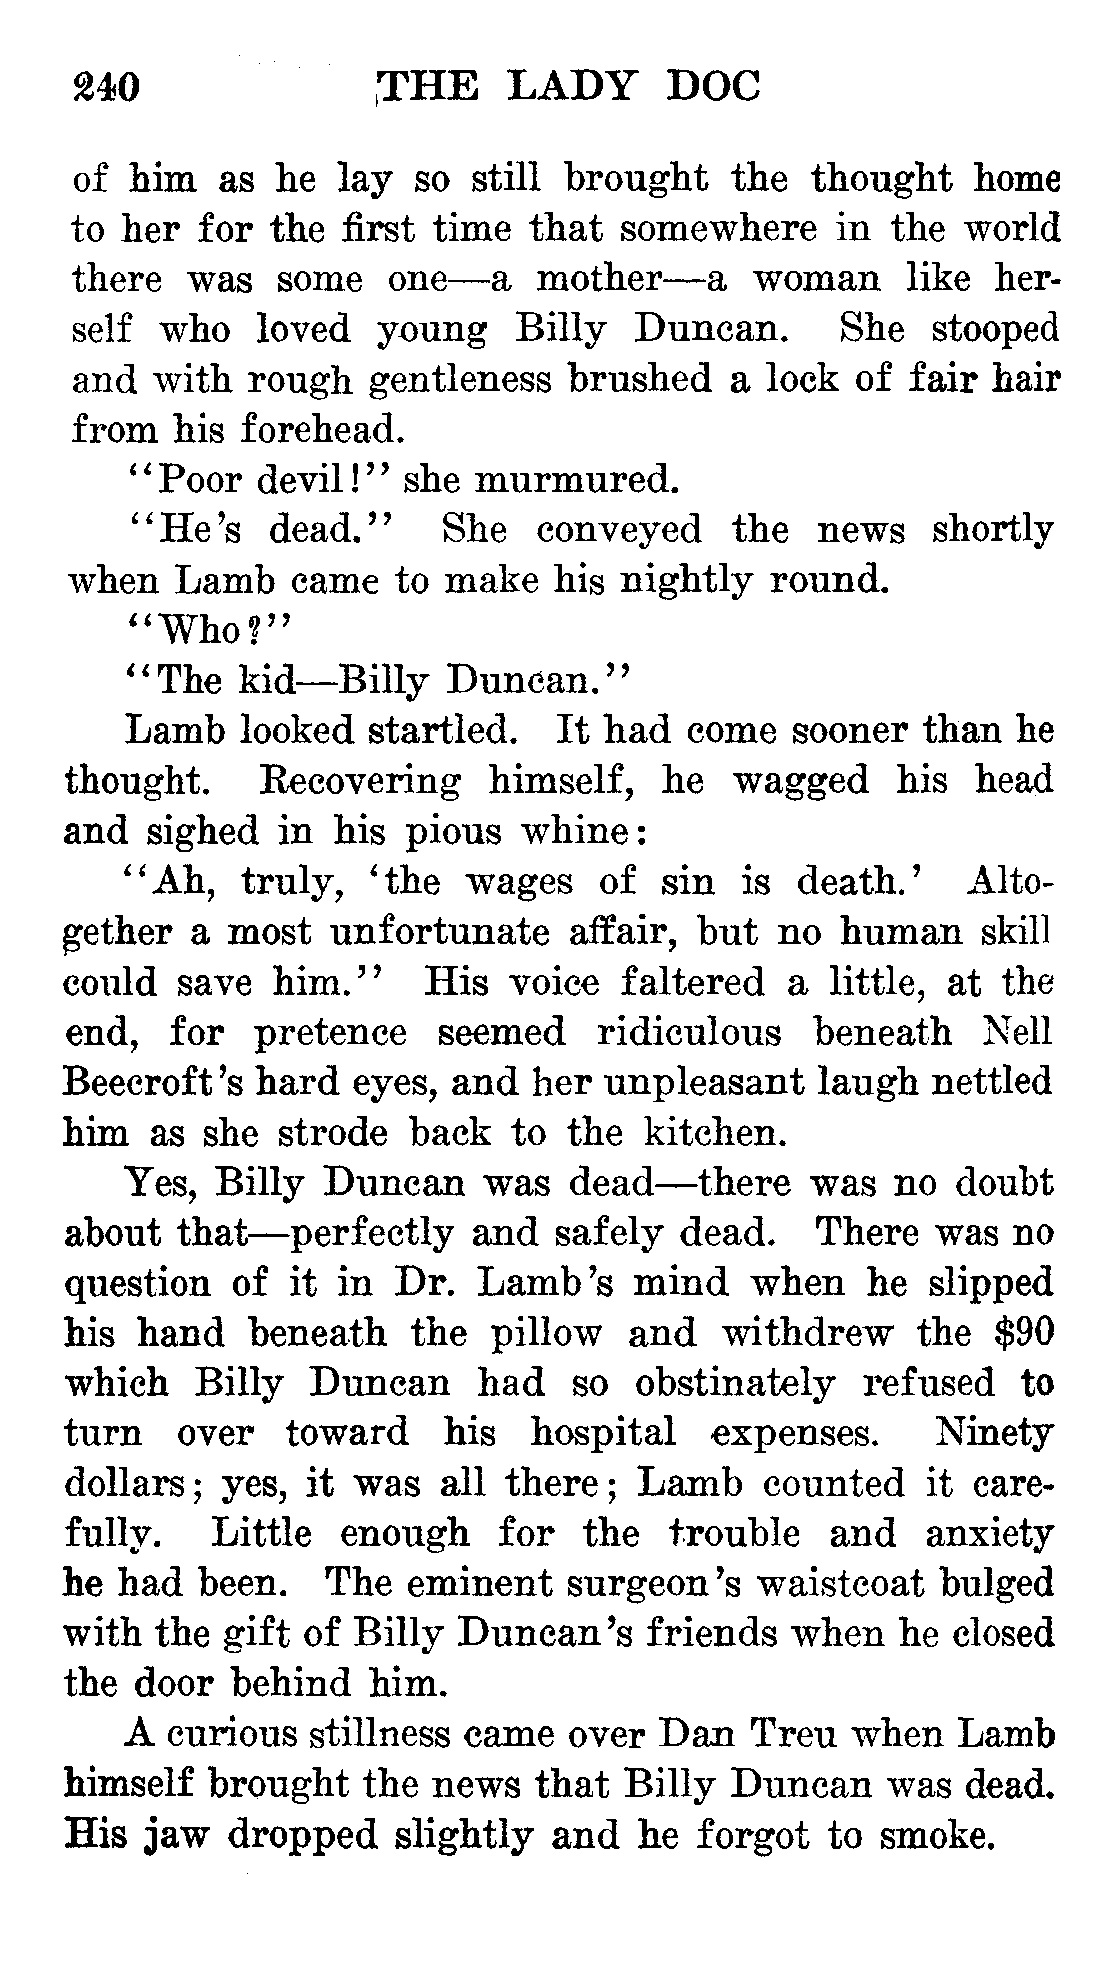 240 THE LADY DOC
of him as he lay so still brought the thought home
to her for the first time that somewhere in the world
there was some one—a mother—a woman like her-
self who loved young Billy Duncan. She stooped
and with rough gentleness brushed a lock of fair hair
from his forehead.
"Poor devil!" she murmured.
"He's dead." She conveyed the news shortly
when Lamb came to make his nightly round.
"Who?"
"The kid—Billy Duncan."
Lamb looked startled. It had come sooner than he
thought. Recovering himself, he wagged his head
and sighed in his pious whine:
"Ah, truly, 'the wages of sin is death.' Alto-
gether a most unfortunate affair, but no human skill
could save him." His voice faltered a little, at the
end, for pretence seemed ridiculous beneath Nell
Beecroft's hard eyes, and her unpleasant laugh nettled
him as she strode back to the kitchen.
Yes, Billy Duncan was dead—there was no doubt
about that—perfectly and safely dead. There was no
question of it in Dr. Lamb's mind when he slipped
his hand beneath the pillow and withdrew the $90
which Billy Duncan had so obstinately refused to
turn over toward his hospital expenses. Ninety
dollars; yes, it was all there; Lamb counted it care-
fully. Little enough for the trouble and anxiety
he had been. The eminent surgeon's waistcoat bulged
with the gift of Billy Duncan's friends when he closed
the door behind him.
A curious stillness came over Dan Treu when Lamb
himself brought the news that Billy Duncan was dead.
His jaw dropped slightly and he forgot to smoke.